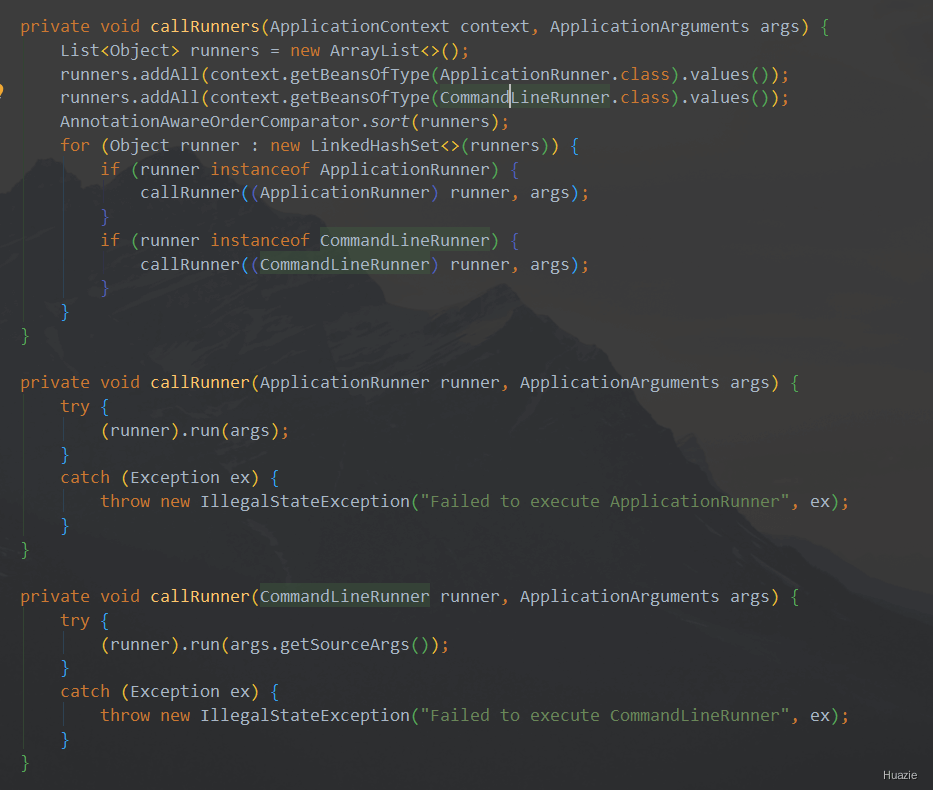 private void callRunners(ApplicationContext context, ApplicationArguments args) {
    List<Object> runners = new ArrayList<>();
    runners.addAll(context.getBeansOfType(ApplicationRunner.class).values());
    runners.addAll(context.getBeansOfType(CommandLineRunner.class).values());
    AnnotationAwareOrderComparator.sort(runners);
    for (Object runner : new LinkedHashSet<>(runners)) {
        if (runner instanceof ApplicationRunner) {
            callRunner((ApplicationRunner) runner, args);
        }
        if (runner instanceof CommandLineRunner) {
            callRunner((CommandLineRunner) runner, args);
        }
    }
}
private void callRunner(ApplicationRunner runner, ApplicationArguments args) {
    try {
        (runner).run(args);
    }
    catch (Exception ex) {
        throw new IllegalStateException("Failed to execute ApplicationRunner", ex);
    }
}
private void callRunner(CommandLineRunner runner, ApplicationArguments args) {
    try {
        (runner).run(args.getSourceArgs());
    }
    catch (Exception ex) {
        throw new IllegalStateException("Failed to execute CommandLineRunner", ex);
    }
}
Huazie